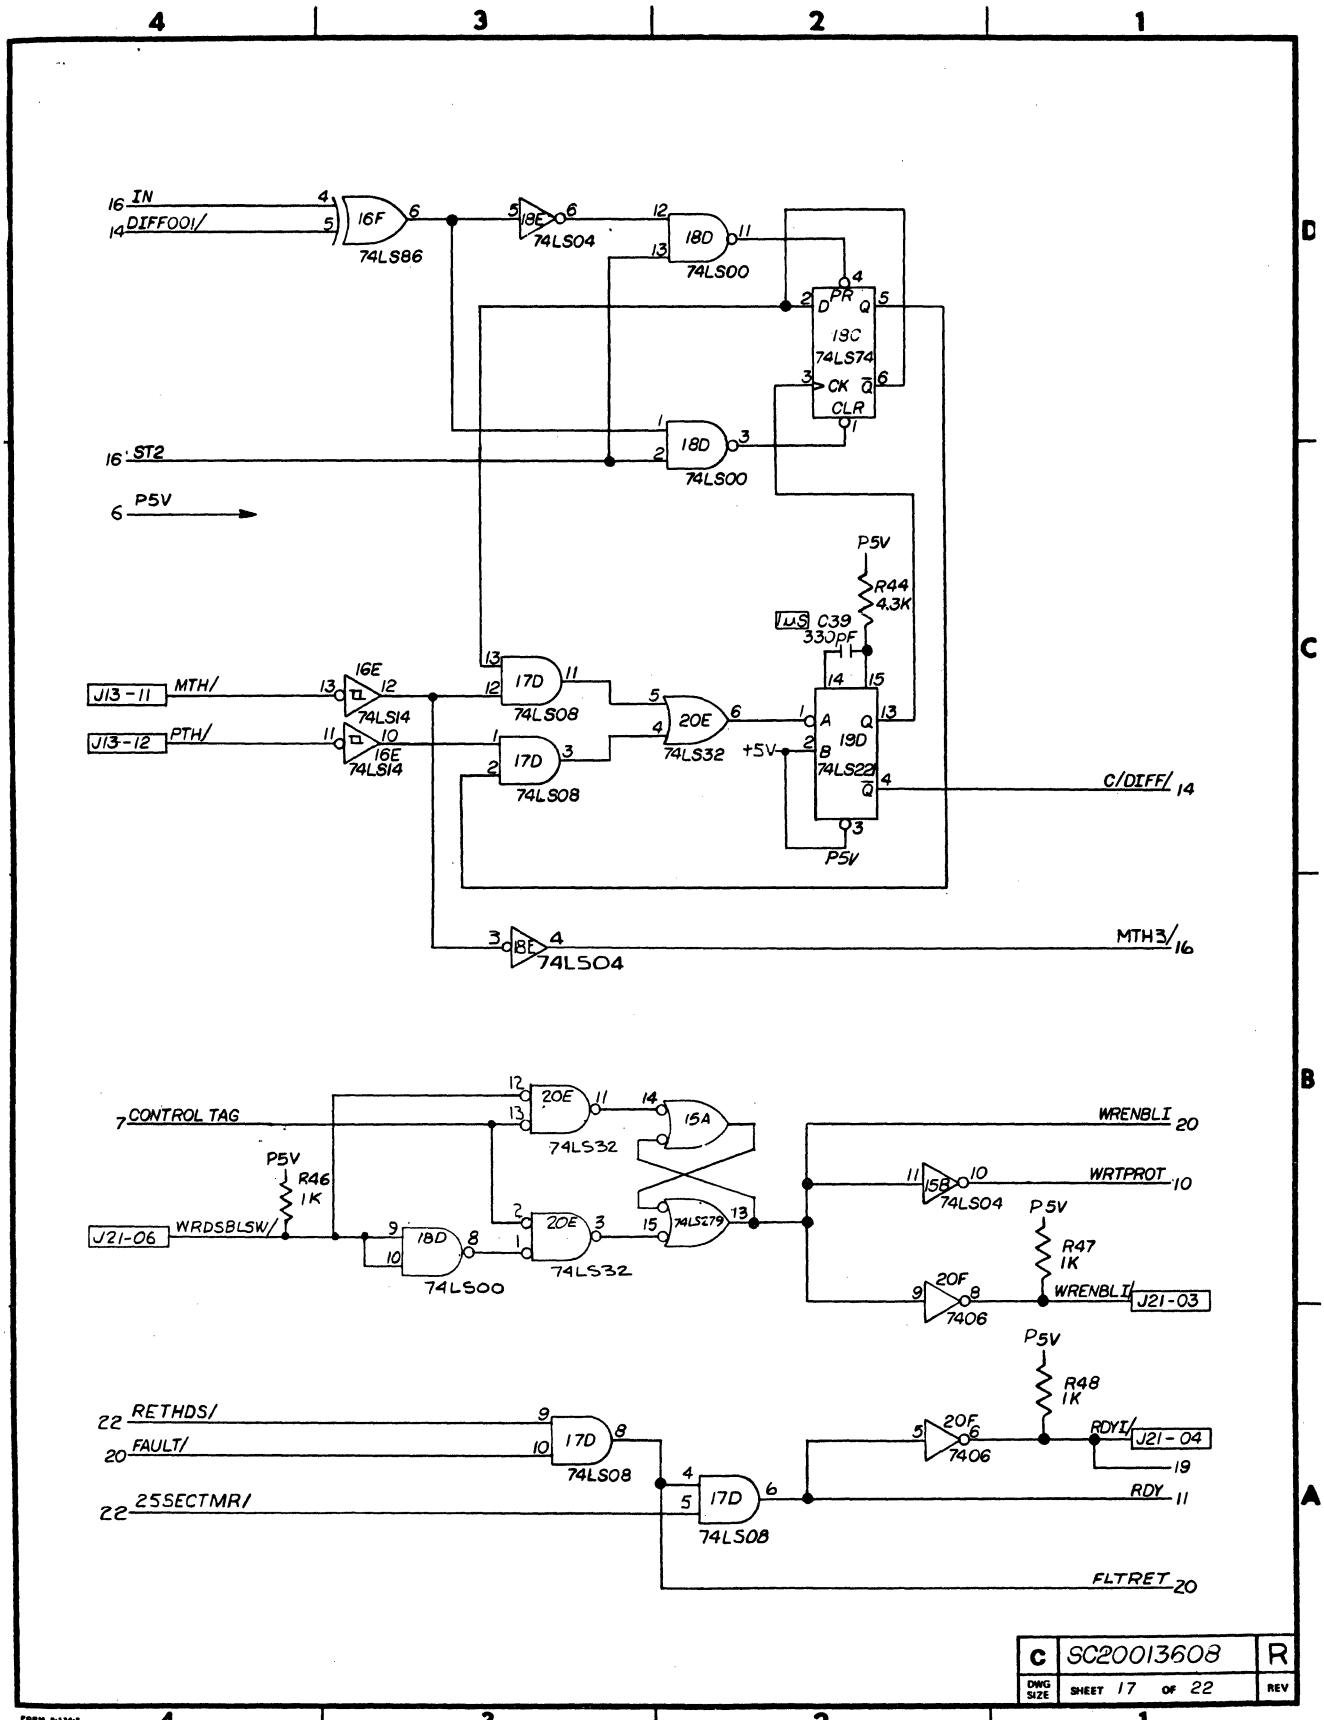 4 3 2 1
D
C
B
A
16 IN
14 DIFF001/
4
5
16F
6
74LS86
5 18E 6
74LS04
12
13
18D
11
74LS00
4
PR
2 D Q 5
18C
74LS74
3 CK Q̅ 6
CLR
1
1
2
18D
3
74LS00
16 ST2
6 P5V
P5V
R44
4.3K
1µS C39
330pF
14 15
1 A Q 13
+5V 2 B 19D
74LS221
Q̅ 4
3
P5V
C/DIFF/ 14
J13-11 MTH/
13 16E 12
74LS14
J13-12 PTH/
11 10
16E
74LS14
13
12
17D
11
74LS08
1
2
17D
3
74LS08
5
4
20E
6
74LS32
3 18E 4
74LS04
MTH3/ 16
7 CONTROL TAG
P5V
R46
1K
J21-06 WRDSBLSW/
9
10
18D
8
74LS00
12
13
20E
11
74LS32
2
1
20E
3
74LS32
14
15A
15 74LS279 13
WRENBLI 20
11 15B 10
74LS04
WRTPROT 10
P5V
R47
1K
9 20F 8
7406
WRENBLI/ J21-03
P5V
R48
1K
22 RETHDS/
20 FAULT/
9
10
17D
8
74LS08
22 25SECTMR/
4
5
17D
6
74LS08
5 20F 6
7406
RDYI/ J21-04
19
RDY 11
FLTRET 20
C SC20013608 R
DWG SIZE SHEET 17 OF 22 REV